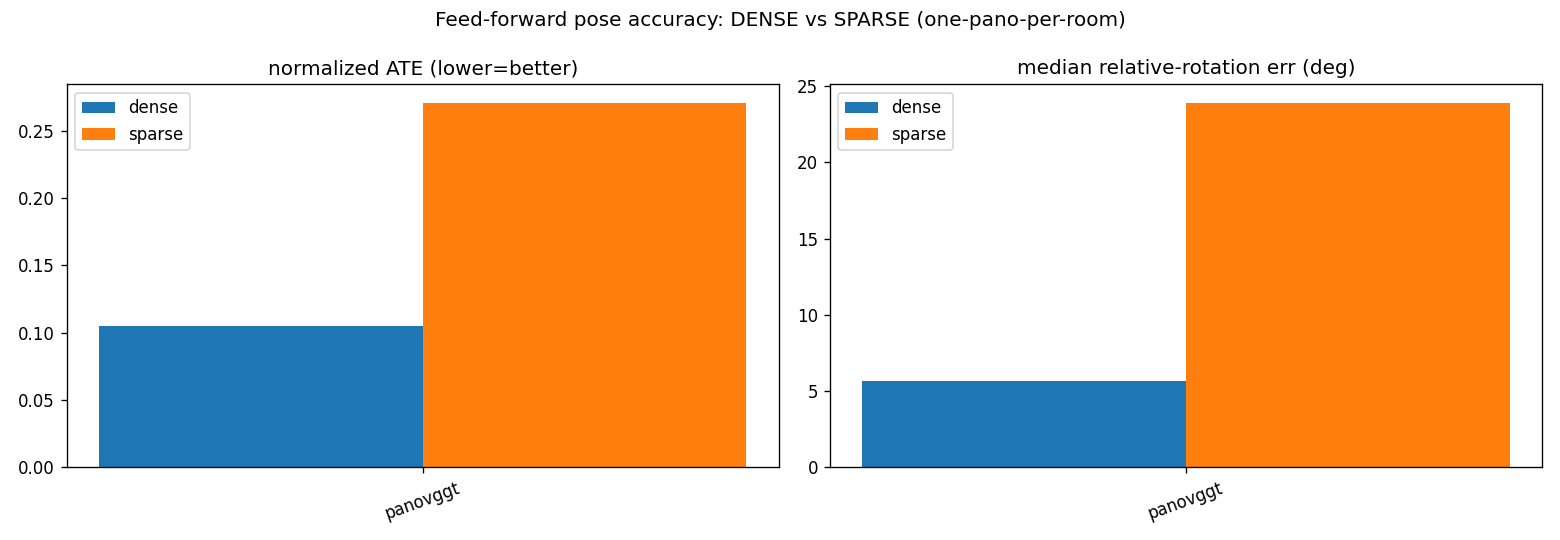 Feed-forward pose accuracy: DENSE vs SPARSE (one-pano-per-room)
normalized ATE (lower=better)
dense
sparse
0.25
0.20
0.15
0.10
0.05
0.00
panovggt
median relative-rotation err (deg)
dense
sparse
25
20
15
10
5
0
panovggt